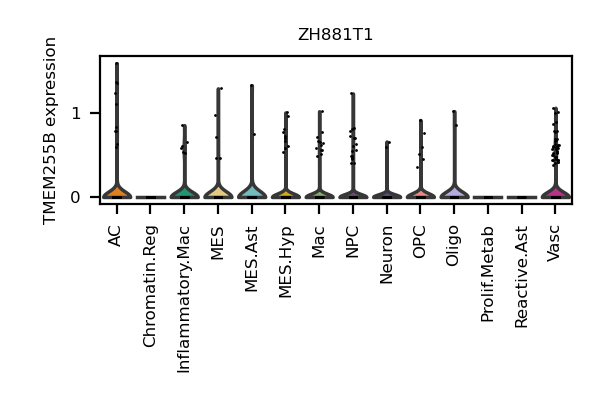 ZH881T1
TMEM255B expression
1
0
AC
Chromatin.Reg
Inflammatory.Mac
MES
MES.Ast
MES.Hyp
Mac
NPC
Neuron
OPC
Oligo
Prolif.Metab
Reactive.Ast
Vasc